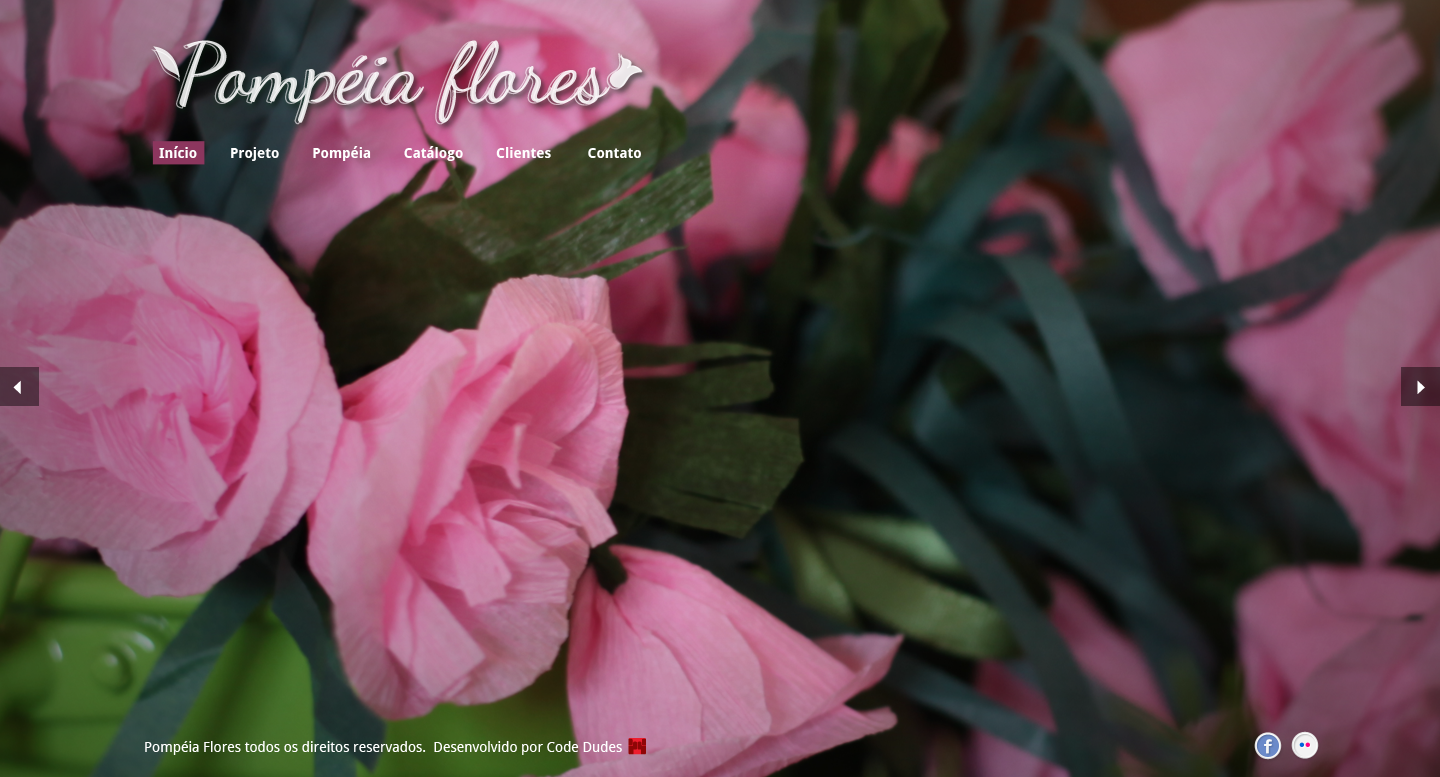 Pompéia flores
Início Projeto Pompéia Catálogo Clientes Contato
Pompéia Flores todos os direitos reservados. Desenvolvido por Code Dudes
f